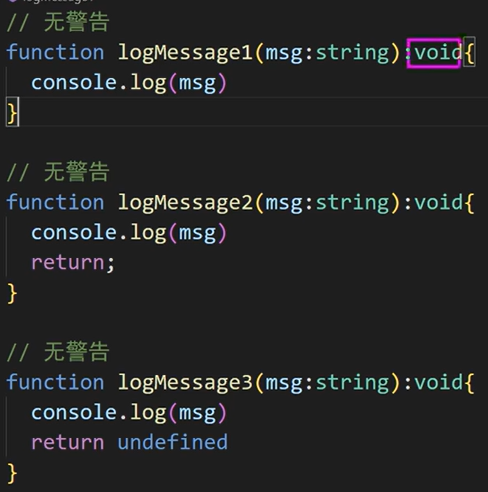 // 无警告
function logMessage1(msg:string):void{
  console.log(msg)
}
// 无警告
function logMessage2(msg:string):void{
  console.log(msg)
  return;
}
// 无警告
function logMessage3(msg:string):void{
  console.log(msg)
  return undefined
}